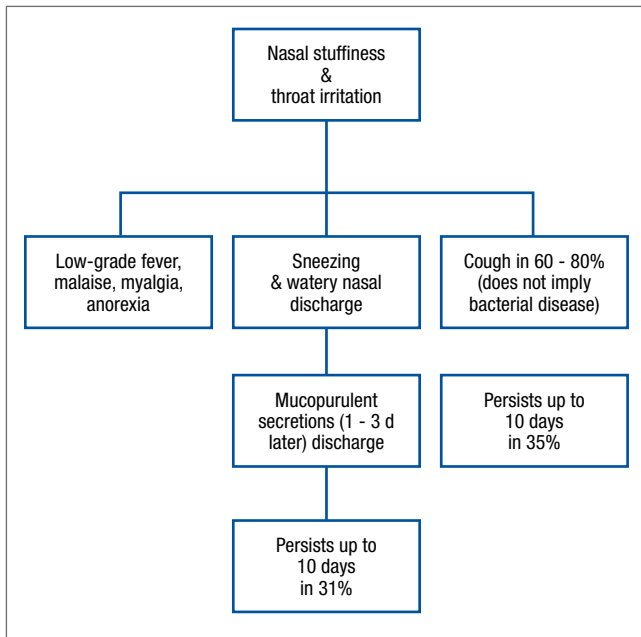 Nasal stuffiness
&
throat irritation
Low-grade fever,
malaise, myalgia,
anorexia
Sneezing
& watery nasal
discharge
Cough in 60 - 80%
(does not imply
bacterial disease)
Mucopurulent
secretions (1 - 3 d
later) discharge
Persists up to
10 days
in 35%
Persists up to
10 days
in 31%